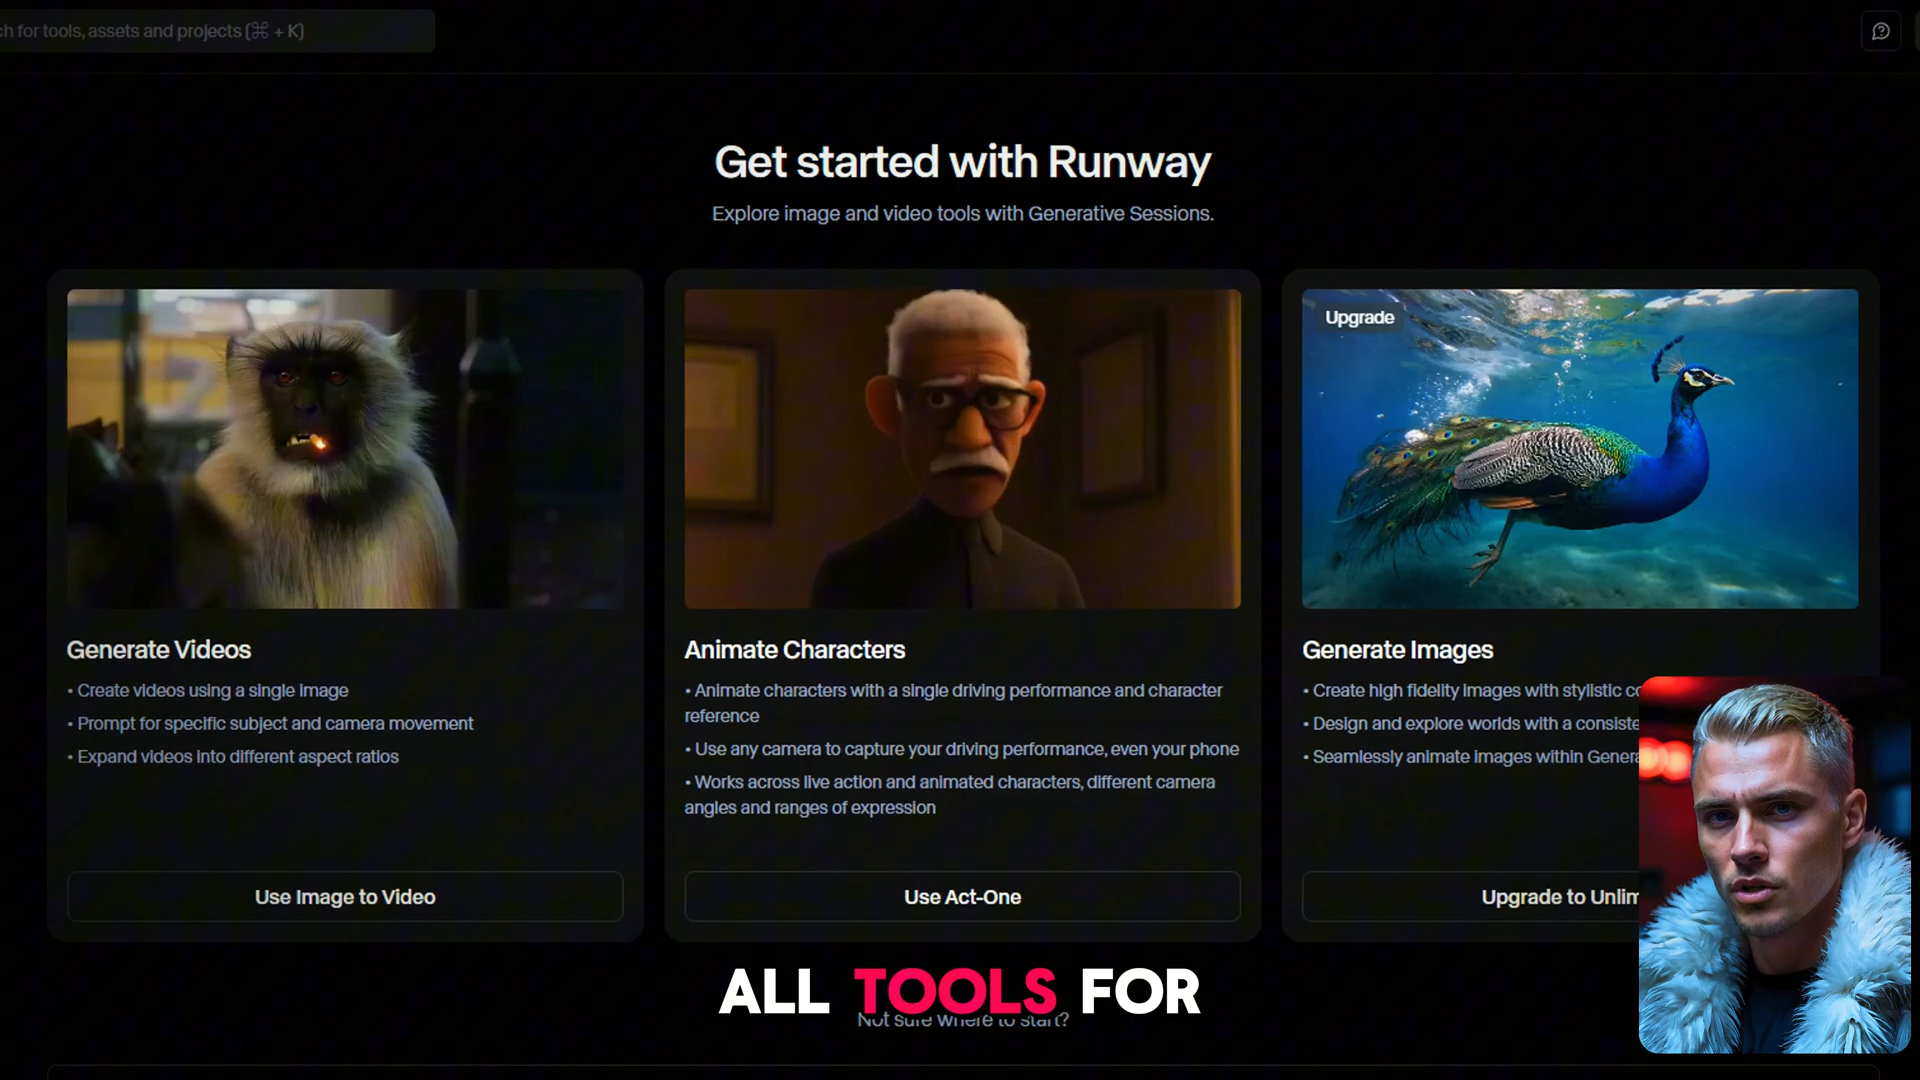 ch for tools, assets and projects (⌘ + K)
Get started with Runway
Explore image and video tools with Generative Sessions.
Upgrade
Generate Videos
• Create videos using a single image
• Prompt for specific subject and camera movement
• Expand videos into different aspect ratios
Use Image to Video
Animate Characters
• Animate characters with a single driving performance and character
reference
• Use any camera to capture your driving performance, even your phone
• Works across live action and animated characters, different camera
angles and ranges of expression
Use Act-One
Generate Images
• Create high fidelity images with stylistic
• Design and explore worlds with a
• Seamlessly animate images within
Upgrade to
ALL TOOLS FOR
Not sure where to start?